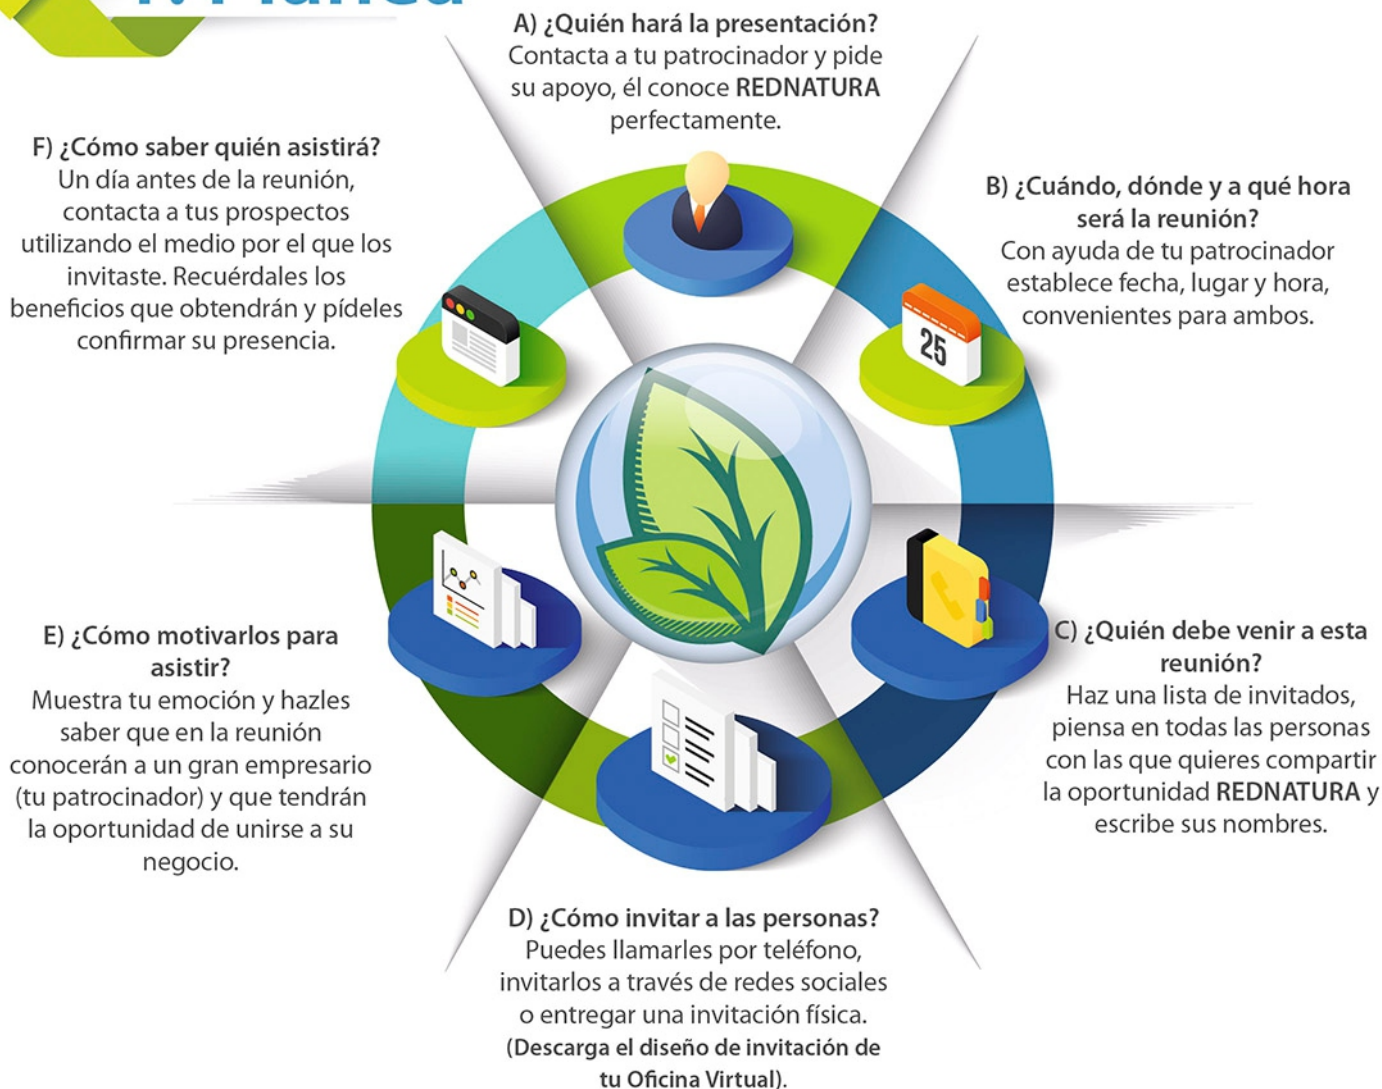 1. Planea
A) ¿Quién hará la presentación?
Contacta a tu patrocinador y pide
su apoyo, él conoce REDNATURA
perfectamente.
B) ¿Cuándo, dónde y a qué hora
será la reunión?
Con ayuda de tu patrocinador
establece fecha, lugar y hora,
convenientes para ambos.
25
C) ¿Quién debe venir a esta
reunión?
Haz una lista de invitados,
piensa en todas las personas
con las que quieres compartir
la oportunidad REDNATURA y
escribe sus nombres.
D) ¿Cómo invitar a las personas?
Puedes llamarles por teléfono,
invitarlos a través de redes sociales
o entregar una invitación física.
(Descarga el diseño de invitación de
tu Oficina Virtual).
E) ¿Cómo motivarlos para
asistir?
Muestra tu emoción y hazles
saber que en la reunión
conocerán a un gran empresario
(tu patrocinador) y que tendrán
la oportunidad de unirse a su
negocio.
F) ¿Cómo saber quién asistirá?
Un día antes de la reunión,
contacta a tus prospectos
utilizando el medio por el que los
invitaste. Recuérdales los
beneficios que obtendrán y pídeles
confirmar su presencia.